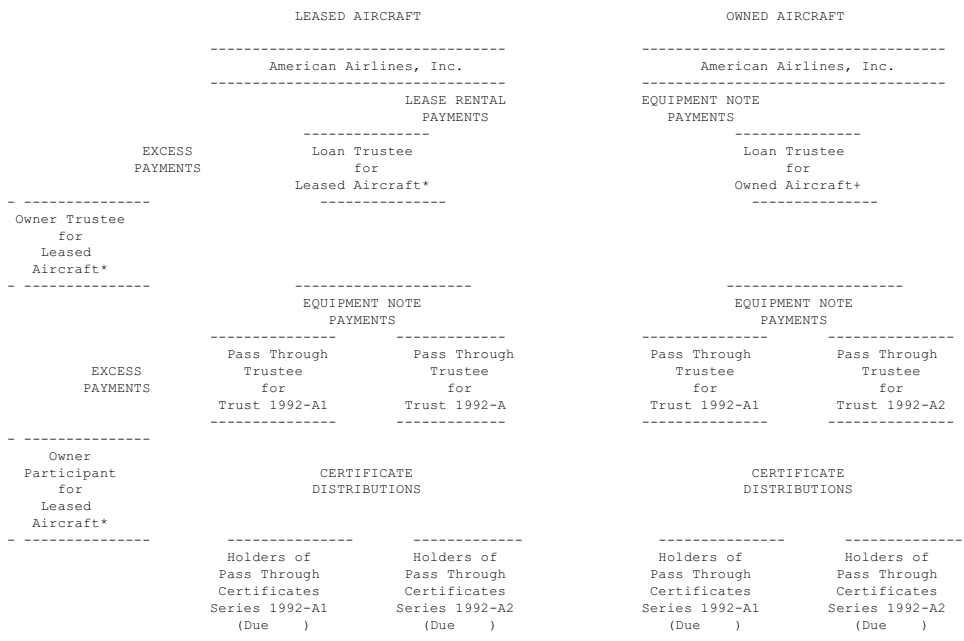 LEASED AIRCRAFT OWNED AIRCRAFT
----------------------------------- ------------------------------------
American Airlines, Inc. American Airlines, Inc.
----------------------------------- ------------------------------------
LEASE RENTAL EQUIPMENT NOTE
PAYMENTS PAYMENTS
--------------- ---------------
EXCESS Loan Trustee Loan Trustee
PAYMENTS for for
Leased Aircraft* Owned Aircraft+
- --------------- --------------- ---------------
Owner Trustee
for
Leased
Aircraft*
- --------------- --------------------- ---------------------
EQUIPMENT NOTE EQUIPMENT NOTE
PAYMENTS PAYMENTS
--------------- ------------- --------------- ---------------
Pass Through Pass Through Pass Through Pass Through
EXCESS Trustee Trustee Trustee Trustee
PAYMENTS for for for for
Trust 1992-A1 Trust 1992-A Trust 1992-A1 Trust 1992-A2
--------------- ------------- --------------- ---------------
- ---------------
Owner
Participant CERTIFICATE CERTIFICATE
for DISTRIBUTIONS DISTRIBUTIONS
Leased
Aircraft*
- --------------- --------------- ------------- --------------- --------------
Holders of Holders of Holders of Holders of
Pass Through Pass Through Pass Through Pass Through
Certificates Certificates Certificates Certificates
Series 1992-A1 Series 1992-A2 Series 1992-A1 Series 1992-A2
(Due ) (Due ) (Due ) (Due )